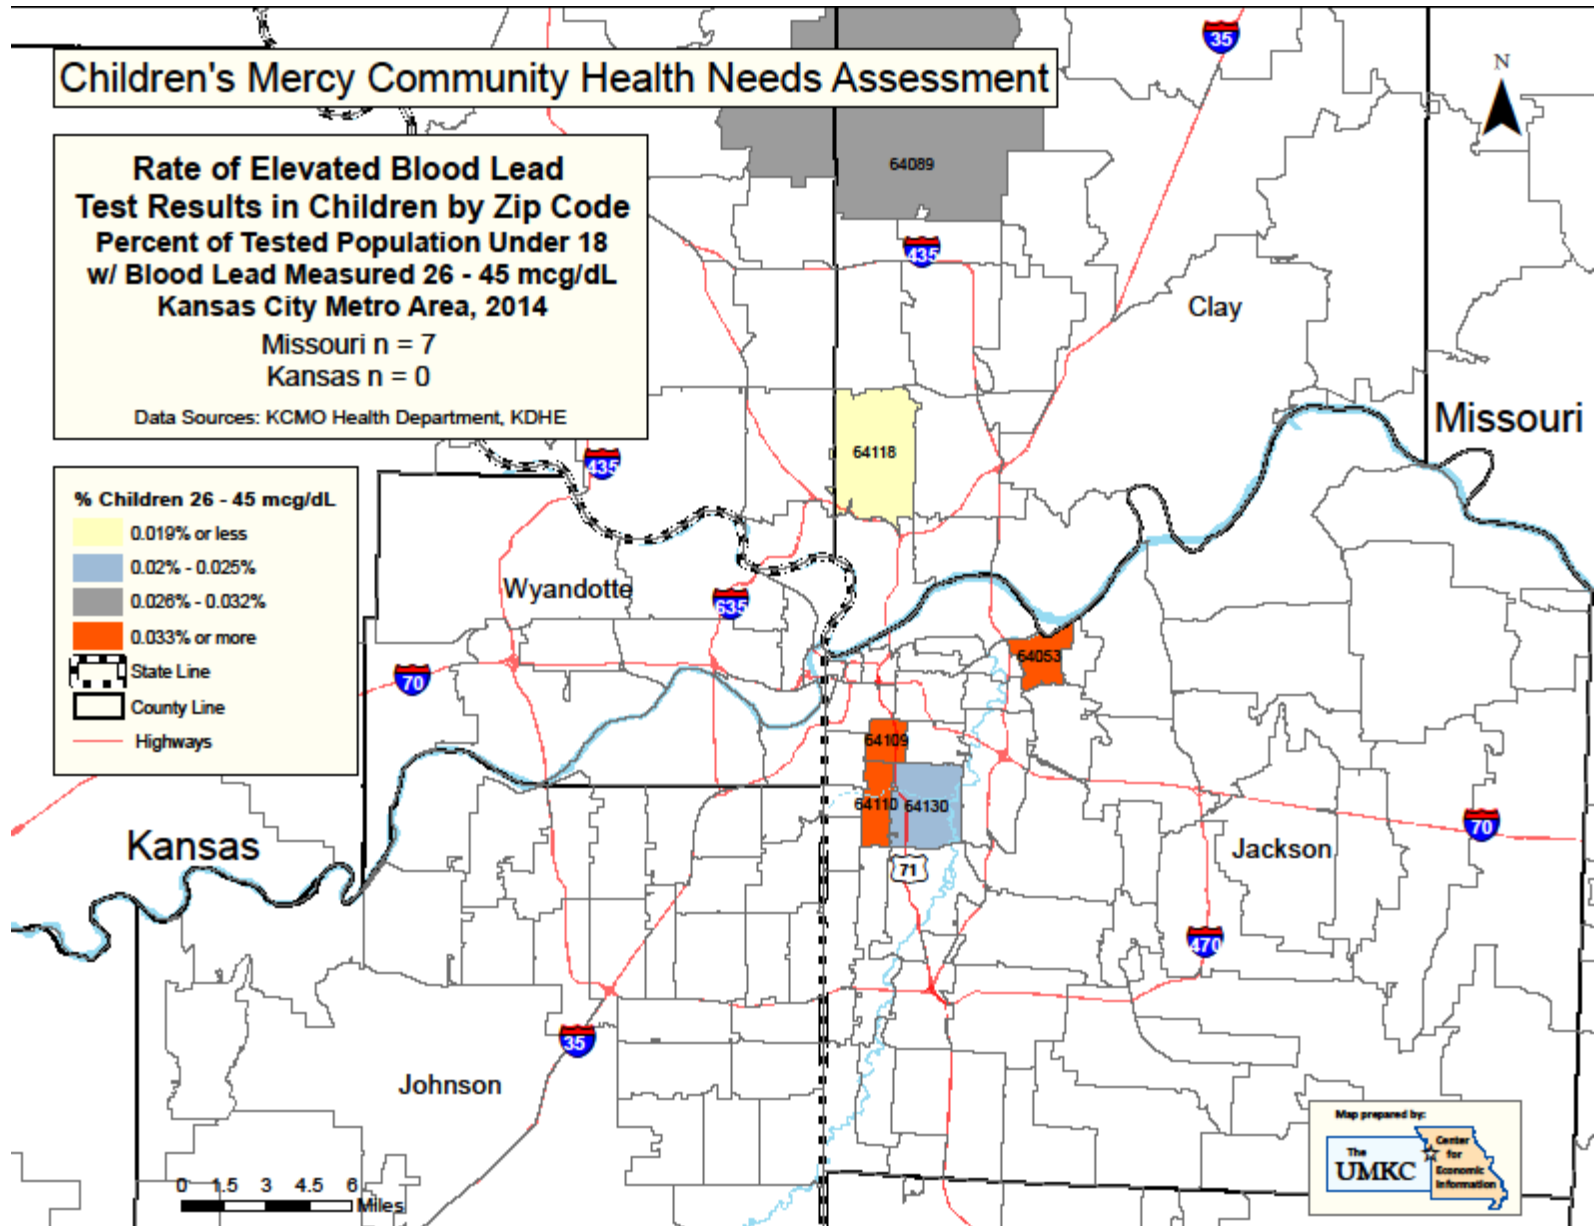 Children's Mercy Community Health Needs Assessment
Rate of Elevated Blood Lead
Test Results in Children by Zip Code
Percent of Tested Population Under 18
w/ Blood Lead Measured 26 - 45 mcg/dL
Kansas City Metro Area, 2014
Missouri n = 7
Kansas n = 0
Data Sources: KCMO Health Department, KDHE
% Children 26 - 45 mcg/dL
0.019% or less
0.02% - 0.025%
0.026% - 0.032%
0.033% or more
State Line
County Line
Highways
35
N
64089
435
Clay
Missouri
64118
435
Wyandotte
635
70
64053
64109
64110
64130
71
Kansas
Jackson
70
470
35
Johnson
0 1.5 3 4.5 6
Miles
Map prepared by:
The
UMKC
Center
for
Economic
Information